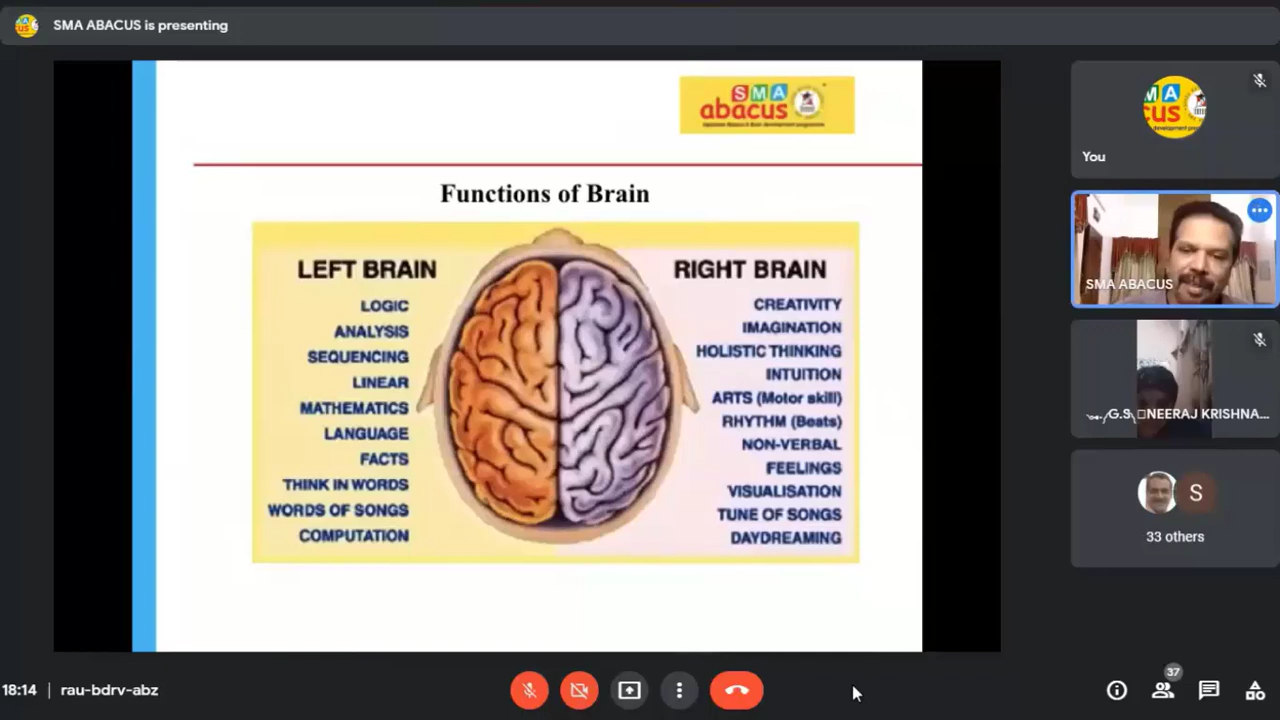 SMA ABACUS is presenting
SMA
abacus
Functions of Brain
LEFT BRAIN
LOGIC
ANALYSIS
SEQUENCING
LINEAR
MATHEMATICS
LANGUAGE
FACTS
THINK IN WORDS
WORDS OF SONGS
COMPUTATION
RIGHT BRAIN
CREATIVITY
IMAGINATION
HOLISTIC THINKING
INTUITION
ARTS (Motor skill)
RHYTHM (Beats)
NON-VERBAL
FEELINGS
VISUALISATION
TUNE OF SONGS
DAYDREAMING
You
SMA ABACUS
NEERAJ KRISHNA...
S
33 others
18:14 | rau-bdrv-abz
37